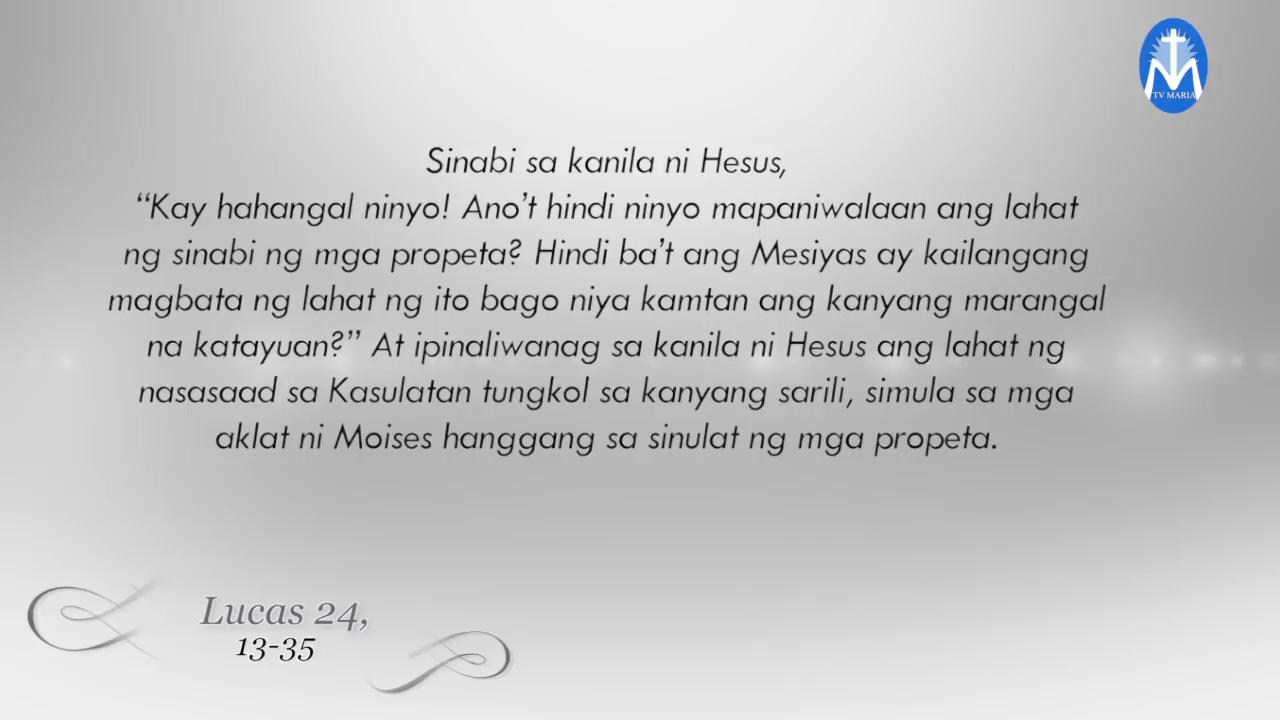 TV MARIA
Sinabi sa kanila ni Hesus,
“Kay hahangal ninyo! Ano’t hindi ninyo mapaniwalaan ang lahat
ng sinabi ng mga propeta? Hindi ba’t ang Mesiyas ay kailangang
magbata ng lahat ng ito bago niya kamtan ang kanyang marangal
na katayuan?” At ipinaliwanag sa kanila ni Hesus ang lahat ng
nasasaad sa Kasulatan tungkol sa kanyang sarili, simula sa mga
aklat ni Moises hanggang sa sinulat ng mga propeta.
Lucas 24,
13-35